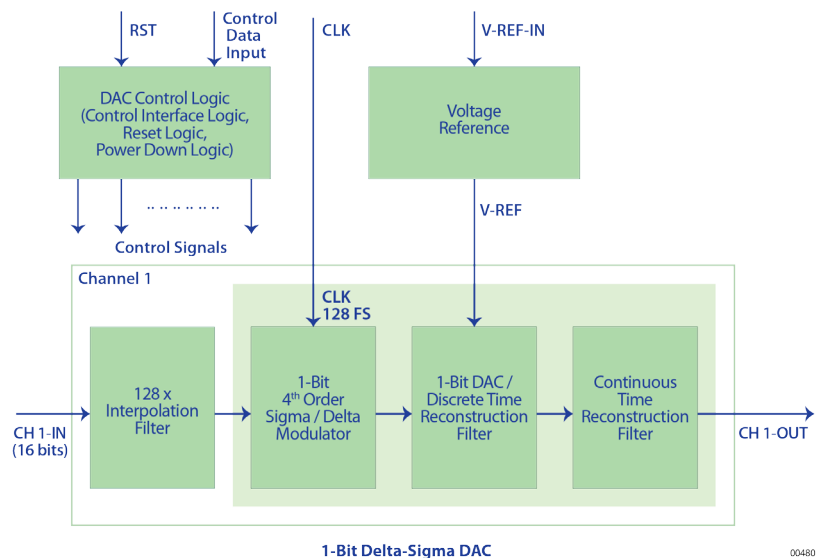 RST
Control
Data
Input
CLK
V-REF-IN
DAC Control Logic
(Control Interface Logic,
Reset Logic,
Power Down Logic)
Voltage
Reference
.. .. .. .. .. ..
V-REF
Control Signals
Channel 1
CLK
128 FS
128 x
Interpolation
Filter
1-Bit
4th Order
Sigma / Delta
Modulator
1-Bit DAC /
Discrete Time
Reconstruction
Filter
Continuous
Time
Reconstruction
Filter
CH 1-IN
(16 bits)
CH 1-OUT
1-Bit Delta-Sigma DAC
00480